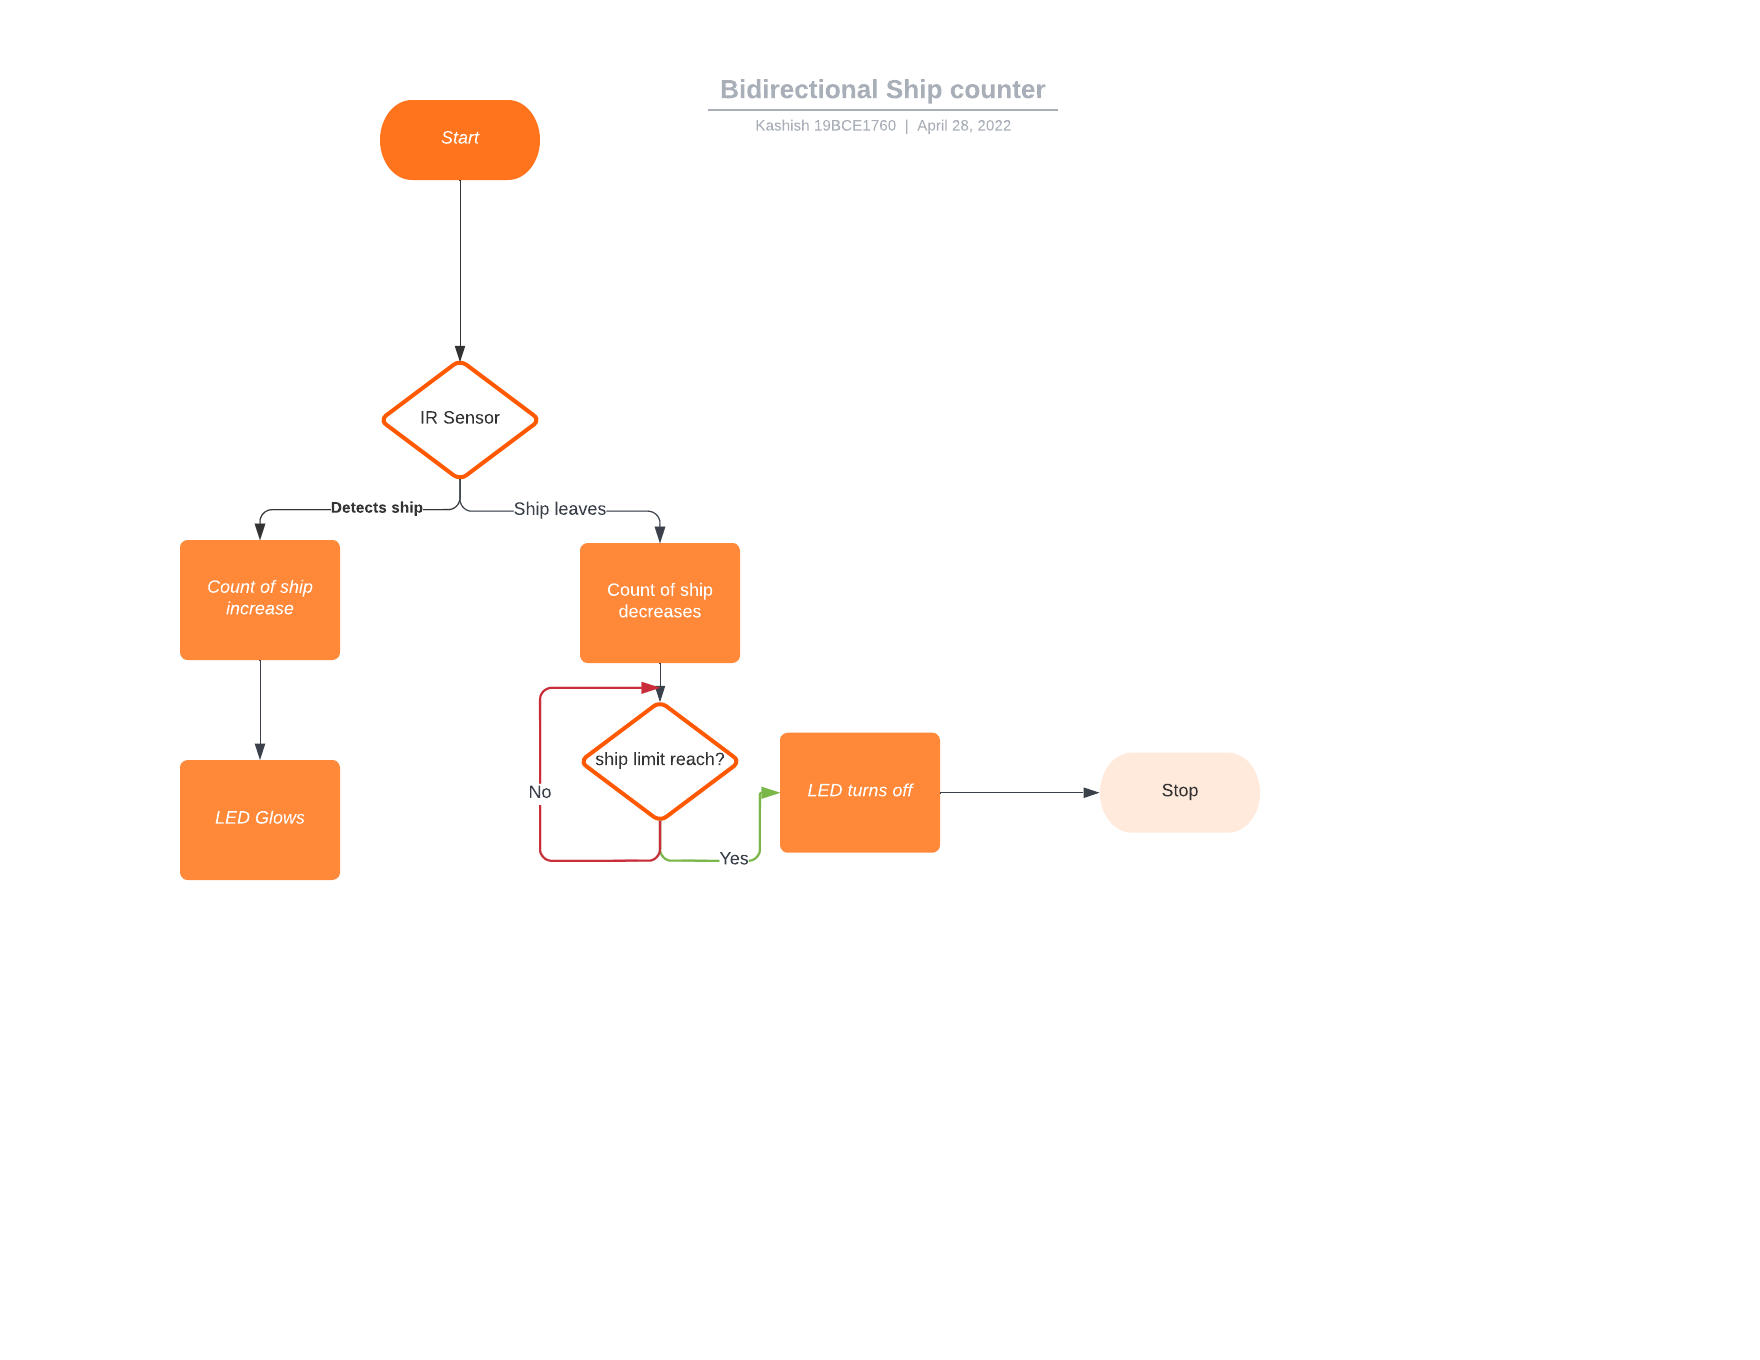 Bidirectional Ship counter
Kashish 19BCE1760 | April 28, 2022
Start
IR Sensor
Detects ship
Ship leaves
Count of ship
increase
Count of ship
decreases
ship limit reach?
No
Yes
LED turns off
Stop
LED Glows